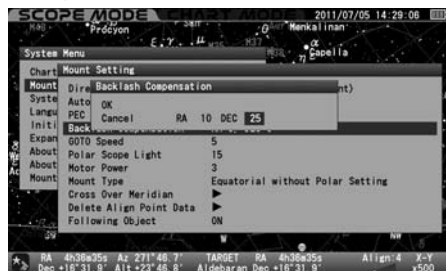 SCOPE MODE CHART MODE 2011/07/05 14:29:06
Procyon Menkalinan
ε γ μ M37 α
Capella
η
System Menu
Chart Mount Setting
Mount Dire Backlash Compensation nt)
Syste Auto OK
Langu PEC Cancel RA 10 DEC 25
Initi Back
Expan GOTO Speed 5
About Polar Scope Light 15
About Motor Power 3
Mount Mount Type Equatorial without Polar Setting
Cross Over Meridian ▶
Delete Align Point Data ▶
Following Object ON
W NW
RA 4h36m35s Az 271°46.7' TARGET RA 4h36m35s Align:4 X-Y
Dec +16°31.9' Alt +23°46.8' Aldebaran Dec +16°31.9' x500